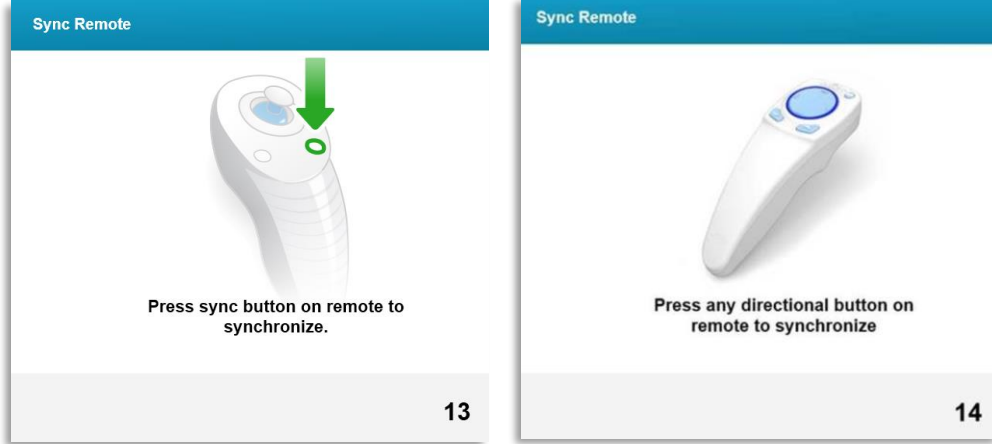 Sync Remote
Press sync button on remote to
synchronize.
13
Sync Remote
Press any directional button on
remote to synchronize
14